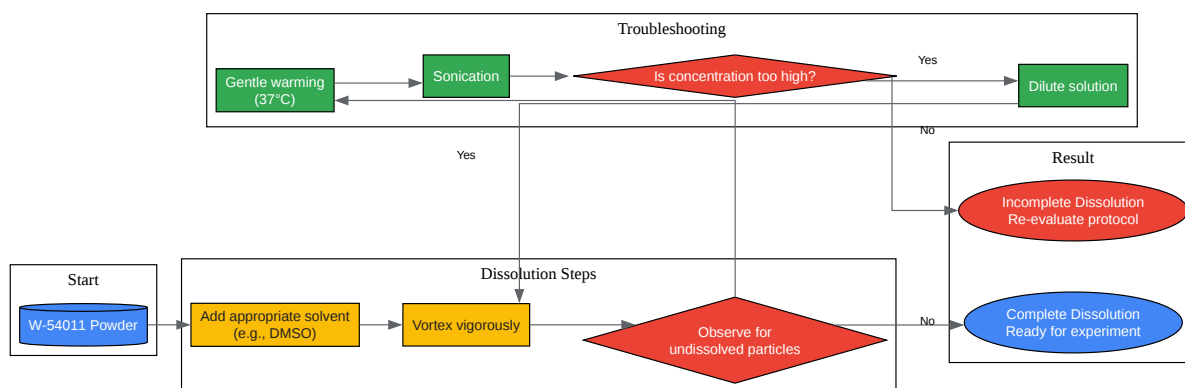 Troubleshooting
Gentle warming
(37°C)
Sonication
Is concentration too high?
Yes
Dilute solution
No
Yes
Result
Incomplete Dissolution
Re-evaluate protocol
Start
W-54011 Powder
Dissolution Steps
Add appropriate solvent
(e.g., DMSO)
Vortex vigorously
Observe for
undissolved particles
No
Complete Dissolution
Ready for experiment